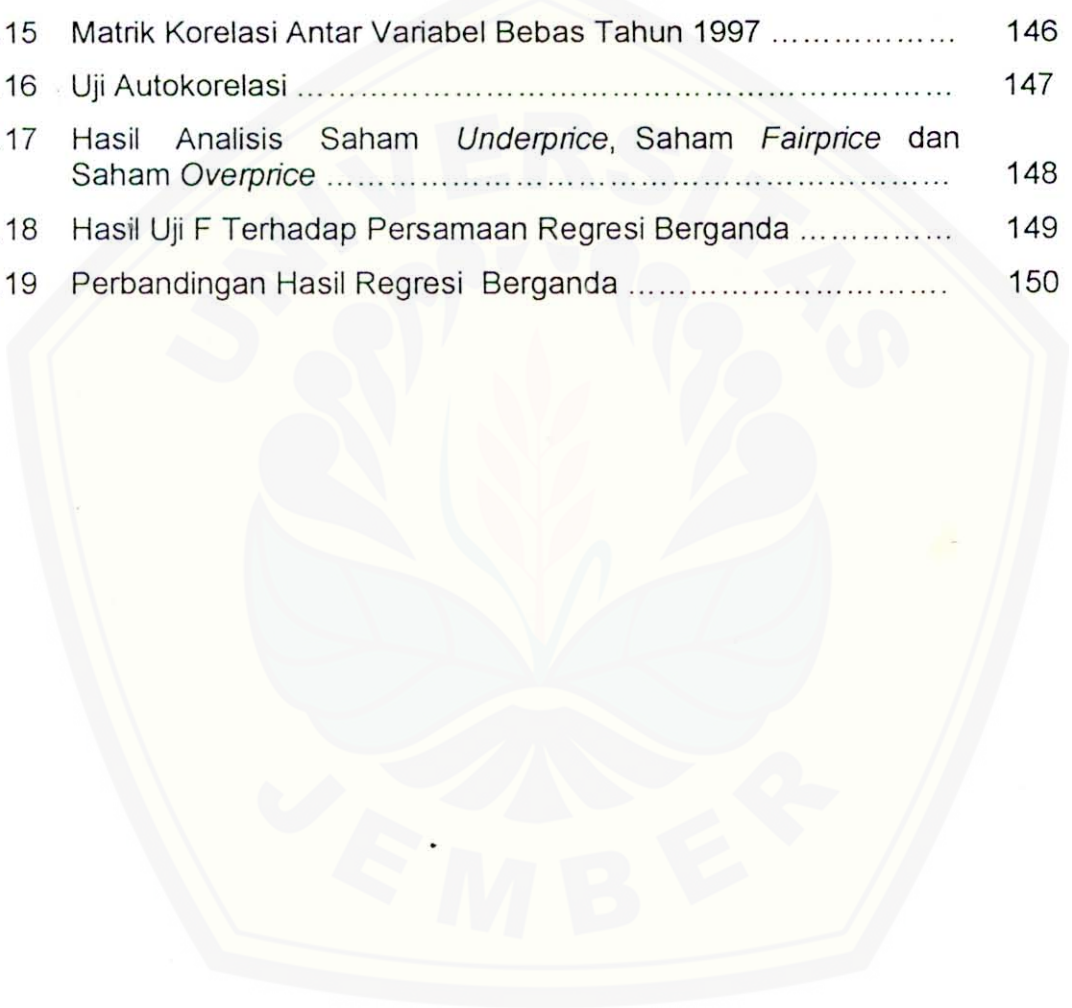 15 Matrik Korelasi Antar Variabel Bebas Tahun 1997 .................. 146
16 Uji Autokorelasi .............................................................. 147
17 Hasil Analisis Saham Underprice, Saham Fairprice dan
Saham Overprice ........................................................... 148
18 Hasil Uji F Terhadap Persamaan Regresi Berganda ............... 149
19 Perbandingan Hasil Regresi Berganda .............................. 150
UNIVERSITAS
JEMBER